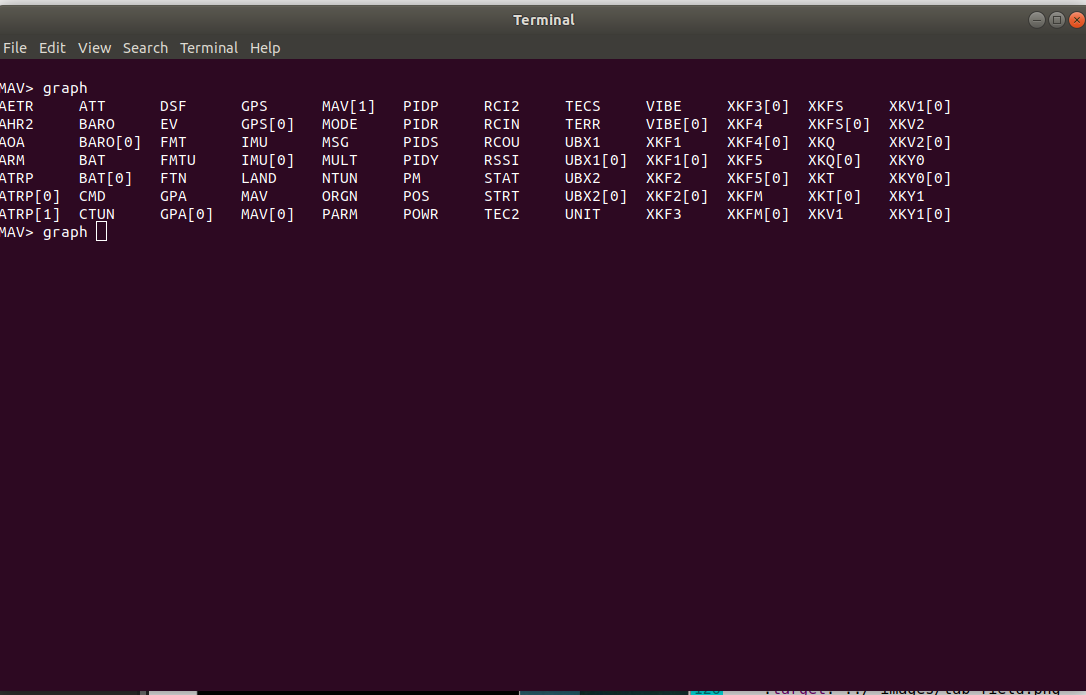 Terminal
File Edit View Search Terminal Help
MAV> graph
AETR ATT DSF GPS MAV[1] PIDP RCI2 TECS VIBE XKF3[0] XKFS XKV1[0]
AHR2 BARO EV GPS[0] MODE PIDR RCIN TERR VIBE[0] XKF4 XKFS[0] XKV2
AOA BARO[0] FMT IMU MSG PIDS RCOU UBX1 XKF1 XKF4[0] XKQ XKV2[0]
ARM BAT FMTU IMU[0] MULT PIDY RSSI UBX1[0] XKF1[0] XKF5 XKQ[0] XKY0
ATRP BAT[0] FTN LAND NTUN PM STAT UBX2 XKF2 XKF5[0] XKT XKY0[0]
ATRP[0] CMD GPA MAV ORGN POS STRT UBX2[0] XKF2[0] XKFM XKT[0] XKY1
ATRP[1] CTUN GPA[0] MAV[0] PARM POWR TEC2 UNIT XKF3 XKFM[0] XKV1 XKY1[0]
MAV> graph